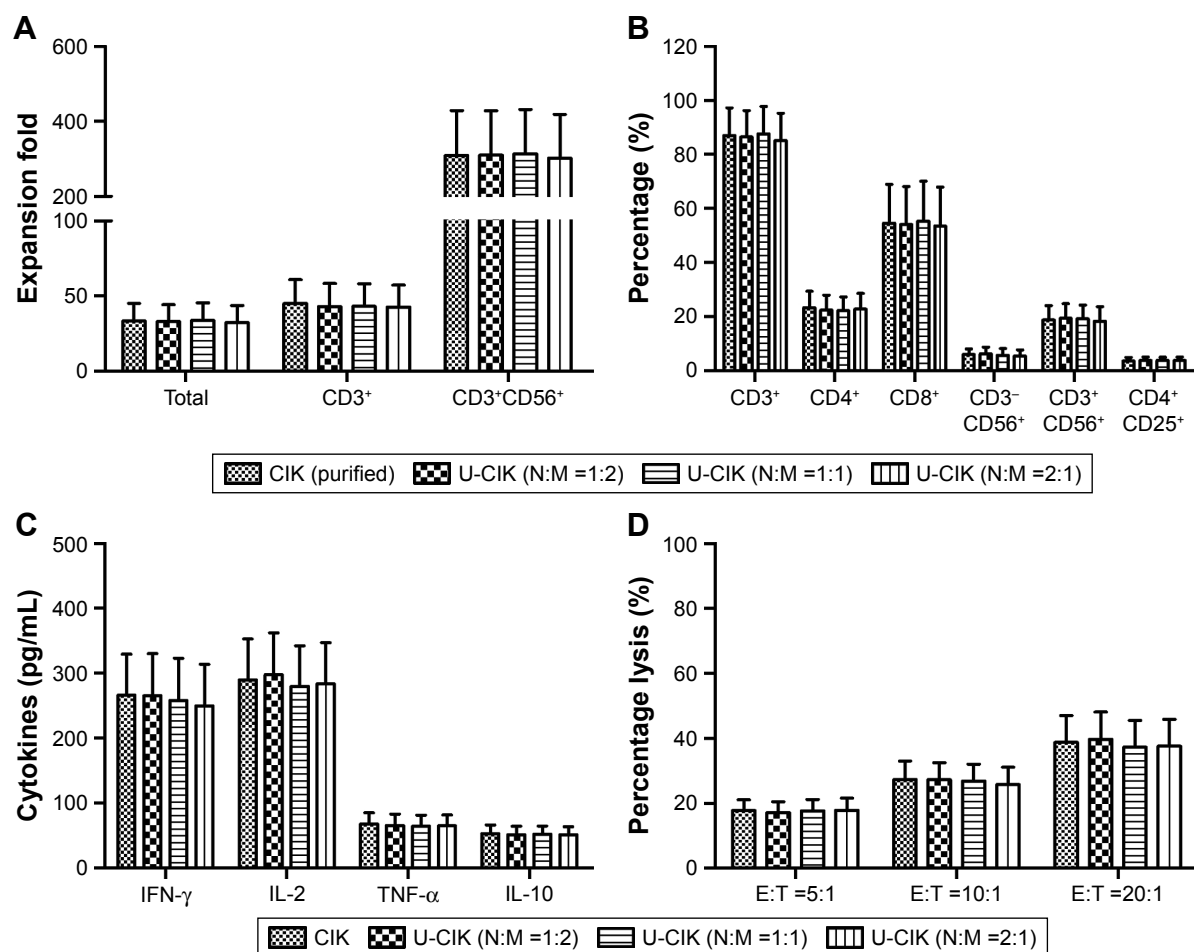 A
Expansion fold
600
400
200
100
50
0
Total
CD3⁺
CD3⁺CD56⁺
B
Percentage (%)
120
100
80
60
40
20
0
CD3⁺
CD4⁺
CD8⁺
CD3⁻
CD56⁺
CD3⁺
CD56⁺
CD4⁺
CD25⁺
CIK (purified) U-CIK (N:M =1:2) U-CIK (N:M =1:1) U-CIK (N:M =2:1)
C
Cytokines (pg/mL)
500
400
300
200
100
0
IFN-γ
IL-2
TNF-α
IL-10
D
Percentage lysis (%)
100
80
60
40
20
0
E:T =5:1
E:T =10:1
E:T =20:1
CIK U-CIK (N:M =1:2) U-CIK (N:M =1:1) U-CIK (N:M =2:1)